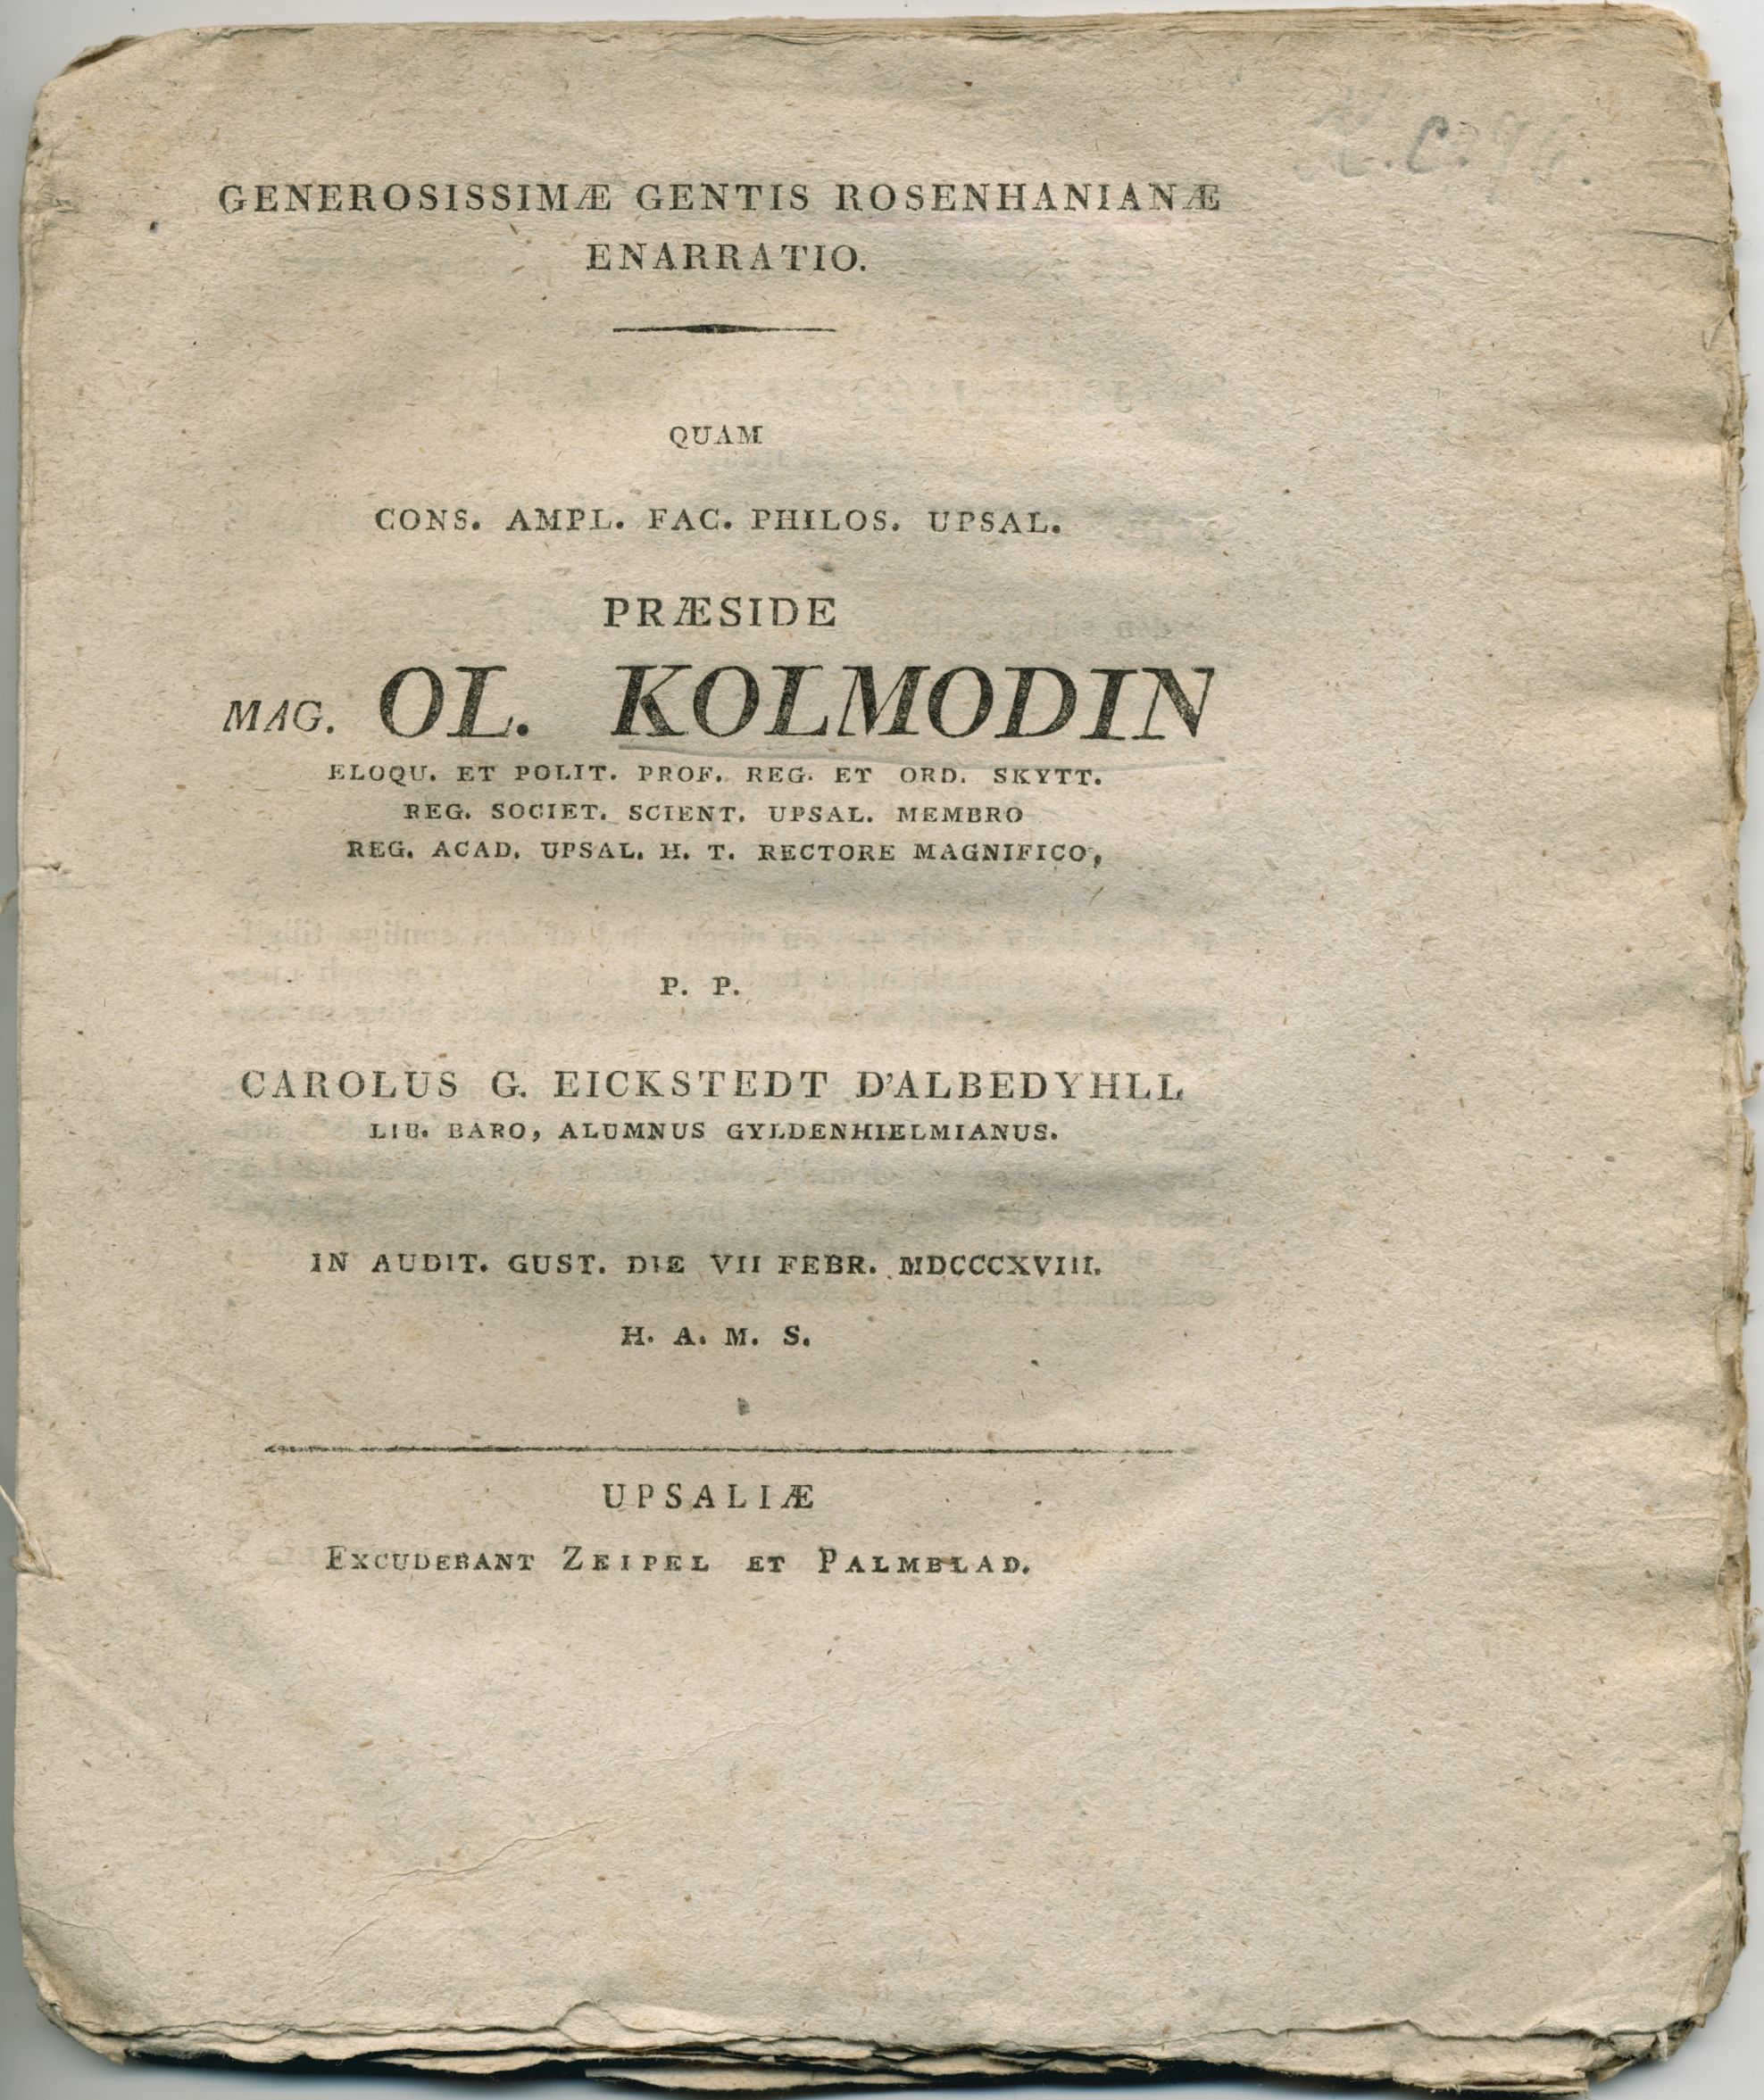 GENEROSISSIMÆ GENTIS ROSENHANIANÆ
ENARRATIO.
QUAM
CONS. AMPL. FAC. PHILOS. UPSAL.
PRÆSIDE
MAG. OL. KOLMODIN
ELOQU. ET POLIT. PROF. REG. ET ORD. SKYTT.
REG. SOCIET. SCIENT. UPSAL. MEMBRO
REG. ACAD. UPSAL. H. T. RECTORE MAGNIFICO,
P. P.
CAROLUS G. EICKSTEDT D'ALBEDYHLL
LIB. BARO, ALUMNUS GYLDENHIELMIANUS.
IN AUDIT. GUST. DIE VII FEBR. MDCCCXVIII.
H. A. M. S.
UPSALIÆ
EXCUDEBANT ZEIPEL ET PALMBLAD.